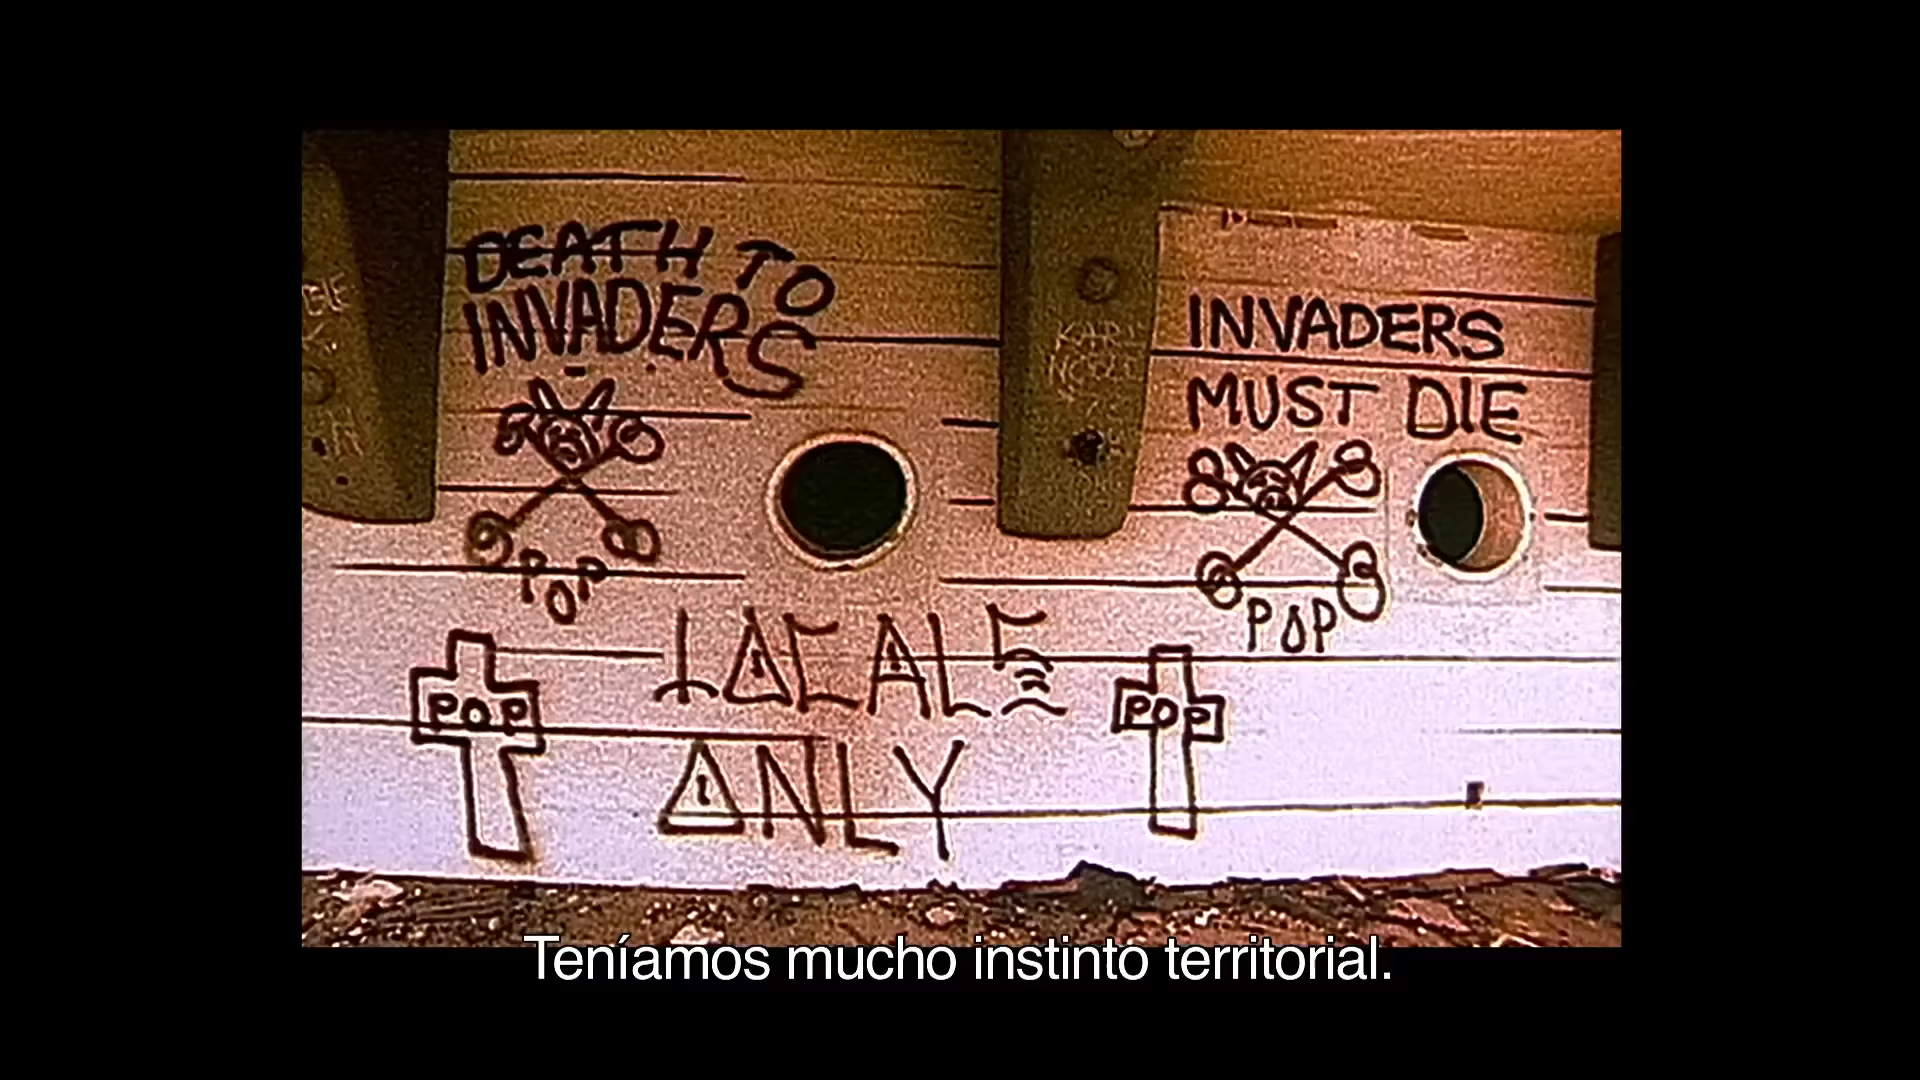 DEATH TO
INVADERS
POP
INVADERS
MUST DIE
POP
LOCALS
ONLY
POP
POP
Teníamos mucho instinto territorial.